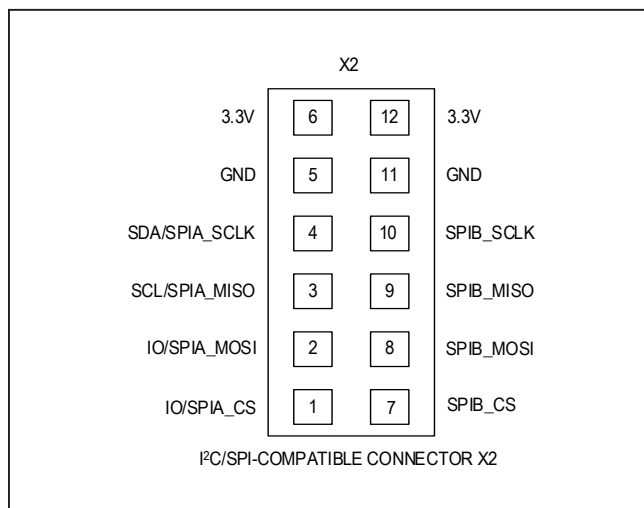 X2
3.3V 6 12 3.3V
GND 5 11 GND
SDA/SPIA_SCLK 4 10 SPIB_SCLK
SCL/SPIA_MISO 3 9 SPIB_MISO
IO/SPIA_MOSI 2 8 SPIB_MOSI
IO/SPIA_CS 1 7 SPIB_CS
I²C/SPI-COMPATIBLE CONNECTOR X2